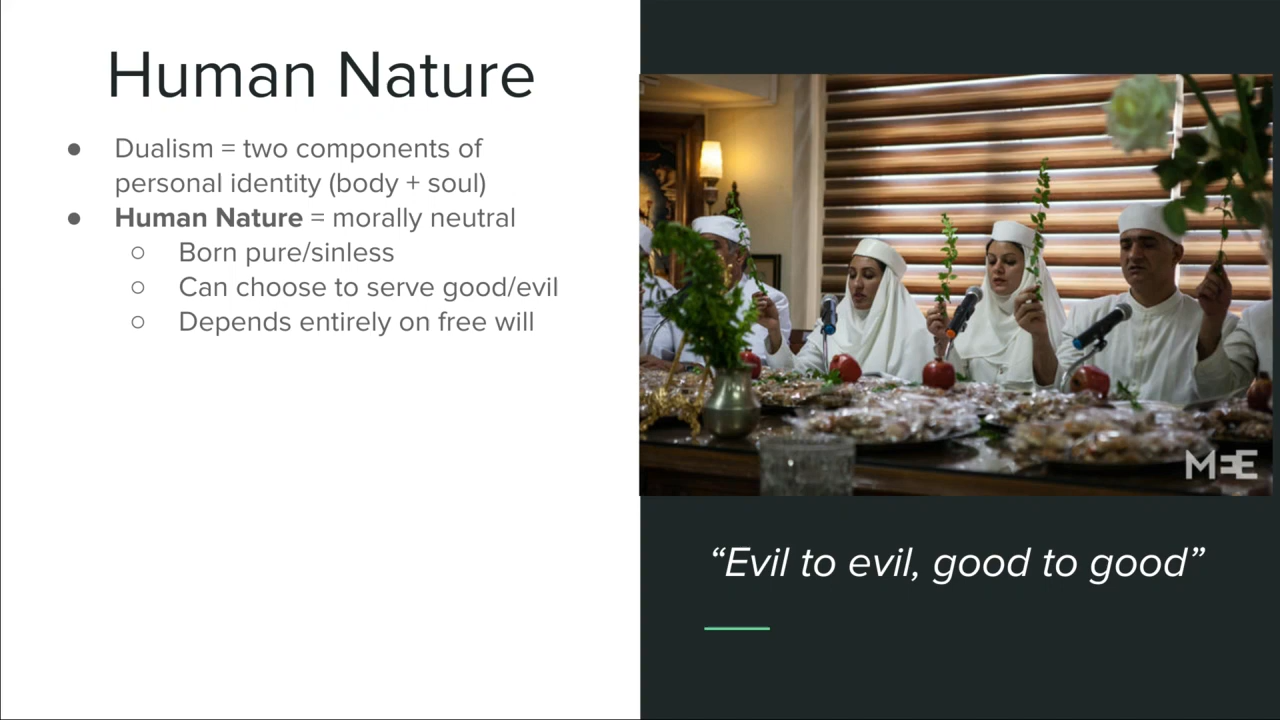 Human Nature
● Dualism = two components of
personal identity (body + soul)
● Human Nature = morally neutral
○ Born pure/sinless
○ Can choose to serve good/evil
○ Depends entirely on free will
MEE
“Evil to evil, good to good”